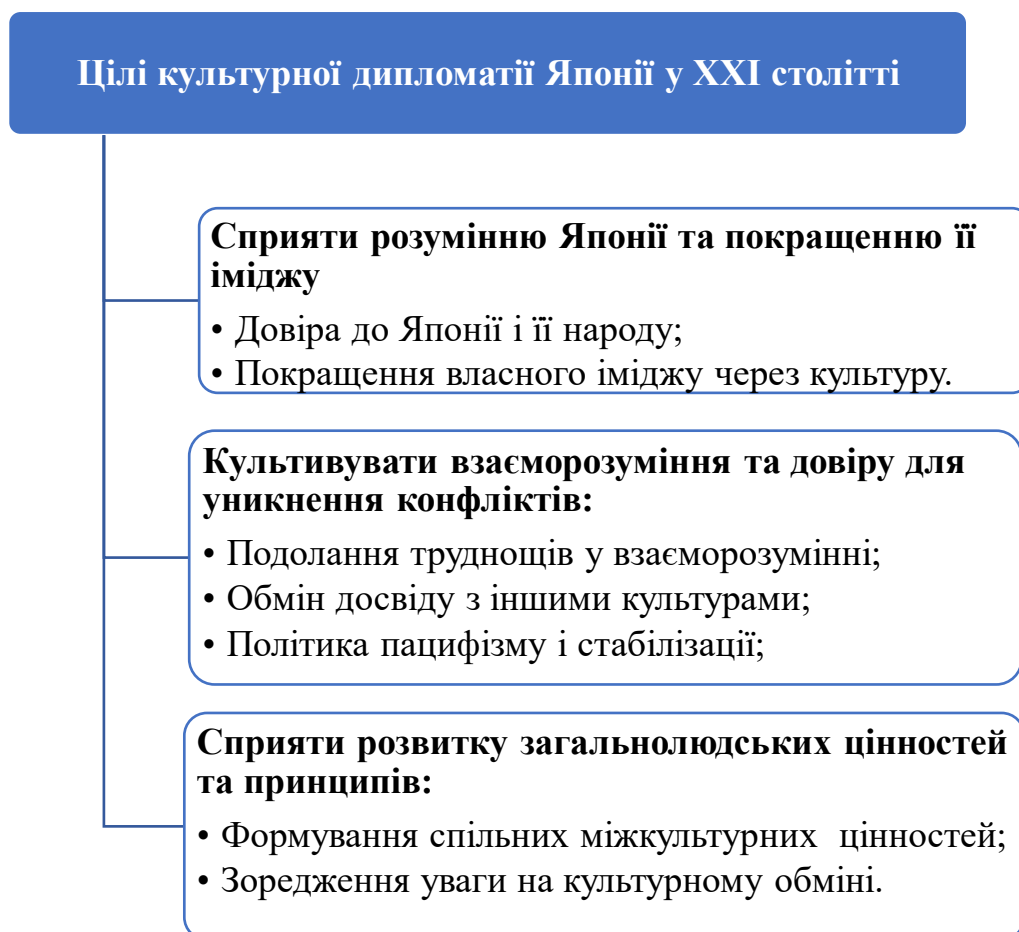 Цілі культурної дипломатії Японії у XXI столітті
Сприяти розумінню Японії та покращенню її
іміджу
• Довіра до Японії і її народу;
• Покращення власного іміджу через культуру.
Культивувати взаєморозуміння та довіру для
уникнення конфліктів:
• Подолання труднощів у взаєморозумінні;
• Обмін досвіду з іншими культурами;
• Політика пацифізму і стабілізації;
Сприяти розвитку загальнолюдських цінностей
та принципів:
• Формування спільних міжкультурних цінностей;
• Зоредження уваги на культурному обміні.